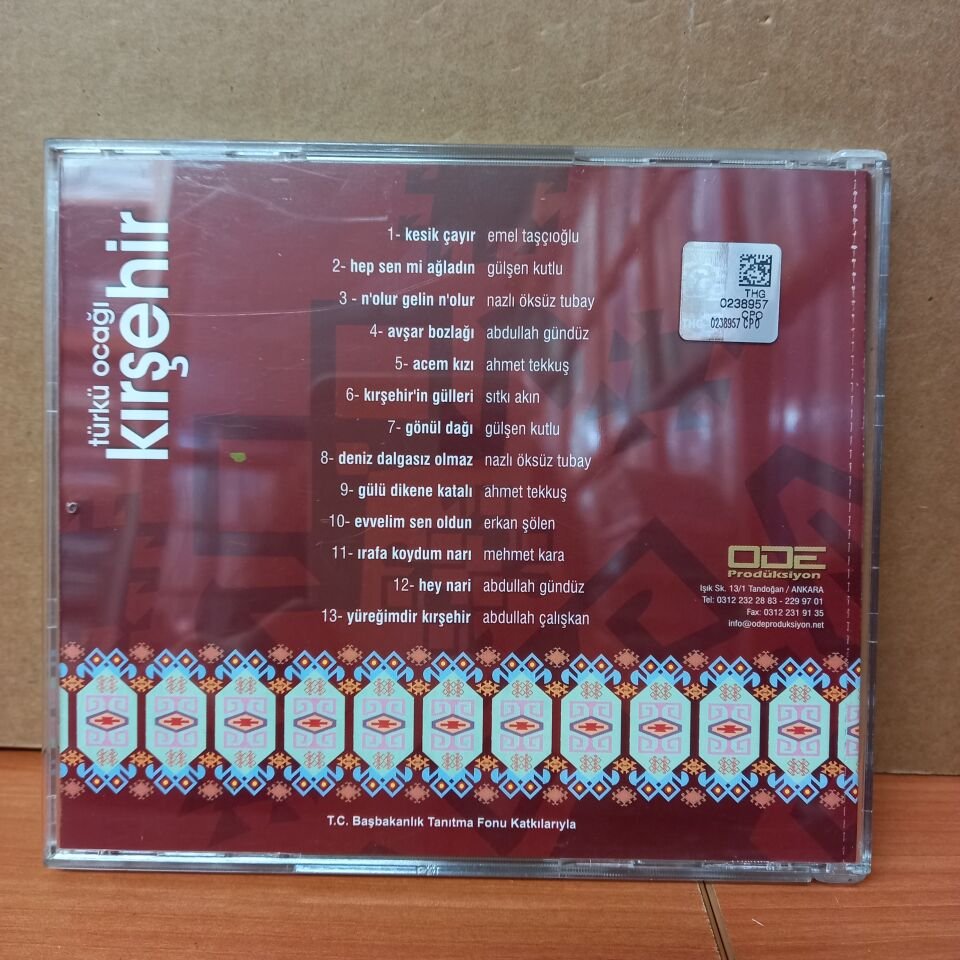 türkü ocağı
kırşehir
1- kesik çayır emel taşçıoğlu
2- hep sen mi ağladın gülşen kutlu
3 - n'olur gelin n'olur nazlı öksüz tubay
4- avşar bozlağı abdullah gündüz
5- acem kızı ahmet tekkuş
6- kırşehir'in gülleri sıtkı akın
7- gönül dağı gülşen kutlu
8- deniz dalgasız olmaz nazlı öksüz tubay
9- gülü dikene katalı ahmet tekkuş
10- evvelim sen oldun erkan şölen
11- ırafa koydum narı mehmet kara
12- hey nari abdullah gündüz
13- yüreğimdir kırşehir abdullah çalışkan
THG
0238957
CPO
0238957 CPO
ODE
Prodüksiyon
Işık Sk. 13/1 Tandoğan / ANKARA
Tel: 0312 232 28 83 - 229 97 01
Fax: 0312 231 91 35
info@odeproduksiyon.net
T.C. Başbakanlık Tanıtma Fonu Katkılarıyla